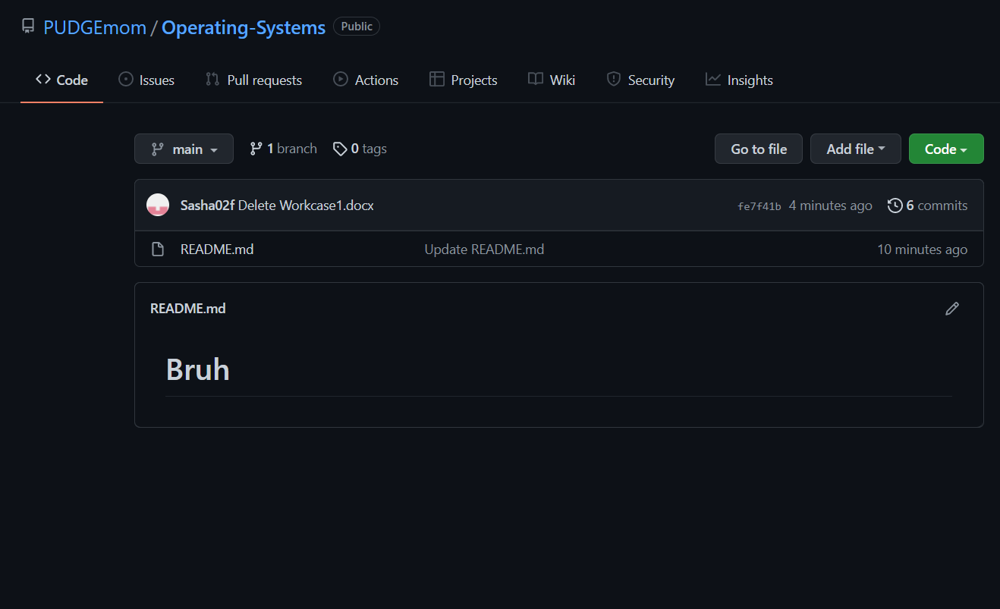 PUDGEmom / Operating-Systems Public
Code Issues Pull requests Actions Projects Wiki Security Insights
main 1 branch 0 tags Go to file Add file Code
Sasha02f Delete Workcase1.docx fe7f41b 4 minutes ago 6 commits
README.md Update README.md 10 minutes ago
README.md
Bruh